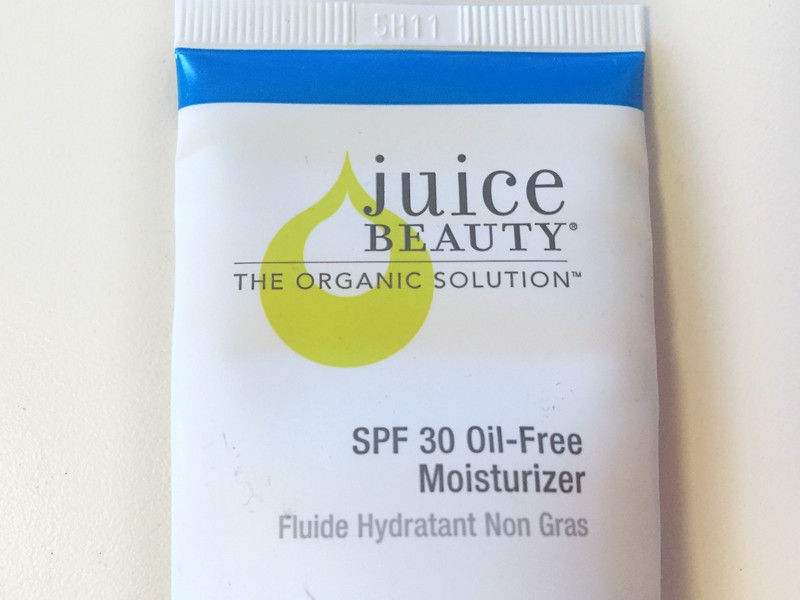 5H11
juice
BEAUTY®
THE ORGANIC SOLUTION™
SPF 30 Oil-Free
Moisturizer
Fluide Hydratant Non Gras